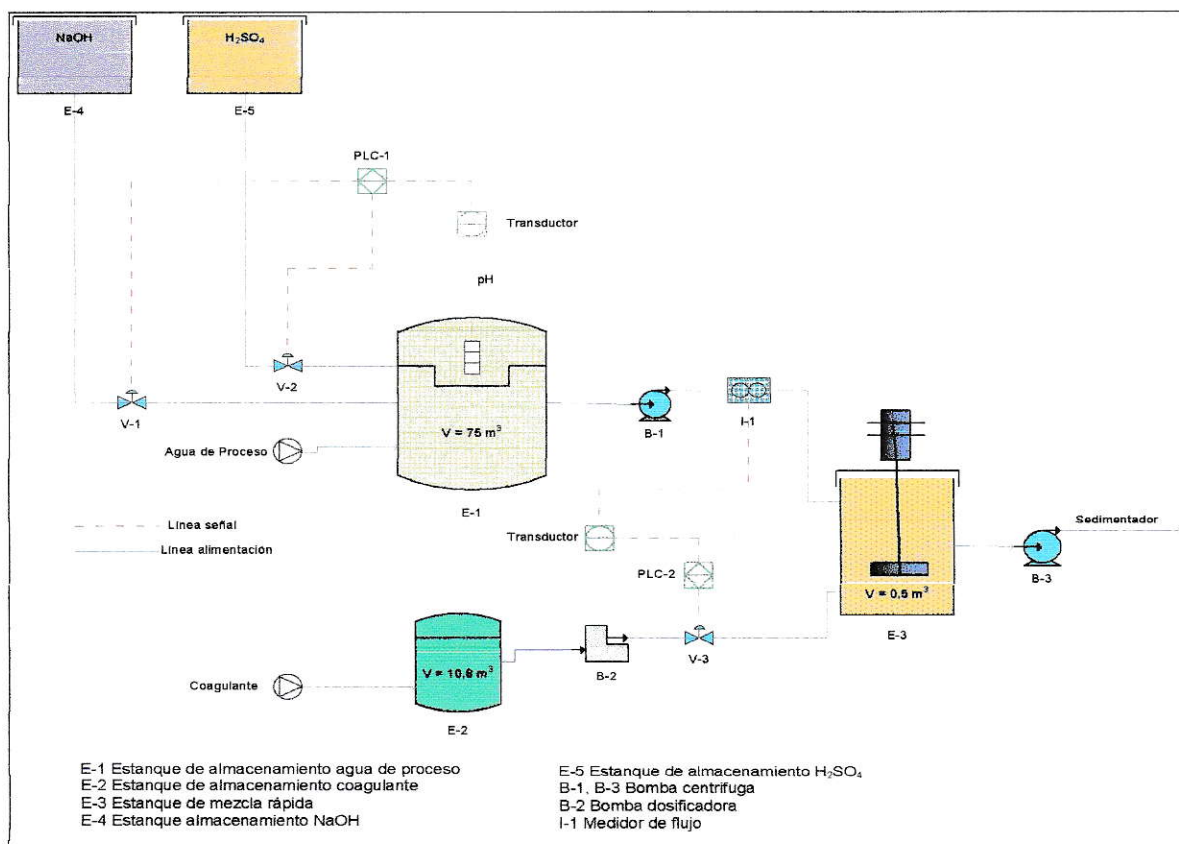 NaOH
H₂SO₄
E-4
E-5
PLC-1
Transductor
pH
V-2
V-1
V = 75 m³
B-1
I-1
Agua de Proceso
E-1
Línea señal
Línea alimentación
Transductor
PLC-2
Sedimentador
B-3
V = 0,5 m³
E-3
V = 10,8 m³
B-2
V-3
Coagulante
E-2
E-1 Estanque de almacenamiento agua de proceso
E-2 Estanque de almacenamiento coagulante
E-3 Estanque de mezcla rápida
E-4 Estanque almacenamiento NaOH
E-5 Estanque de almacenamiento H₂SO₄
B-1, B-3 Bomba centrifuga
B-2 Bomba dosificadora
I-1 Medidor de flujo